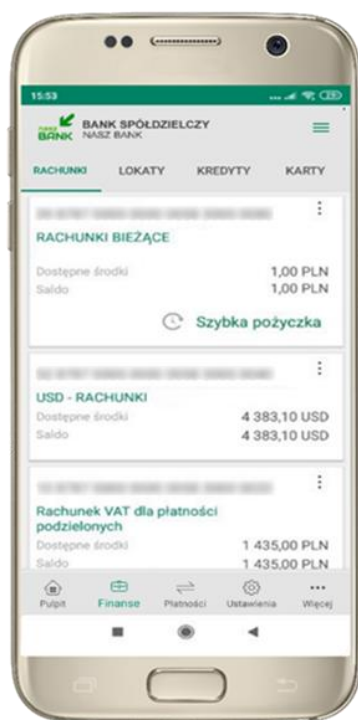 15:53
nasz BANK
BANK SPÓŁDZIELCZY
NASZ BANK
RACHUNKI LOKATY KREDYTY KARTY
RACHUNKI BIEŻĄCE
Dostępne środki 1,00 PLN
Saldo 1,00 PLN
Szybka pożyczka
USD - RACHUNKI
Dostępne środki 4 383,10 USD
Saldo 4 383,10 USD
Rachunek VAT dla płatności
podzielonych
Dostępne środki 1 435,00 PLN
Saldo 1 435,00 PLN
Pulpit Finanse Płatności Ustawienia Więcej